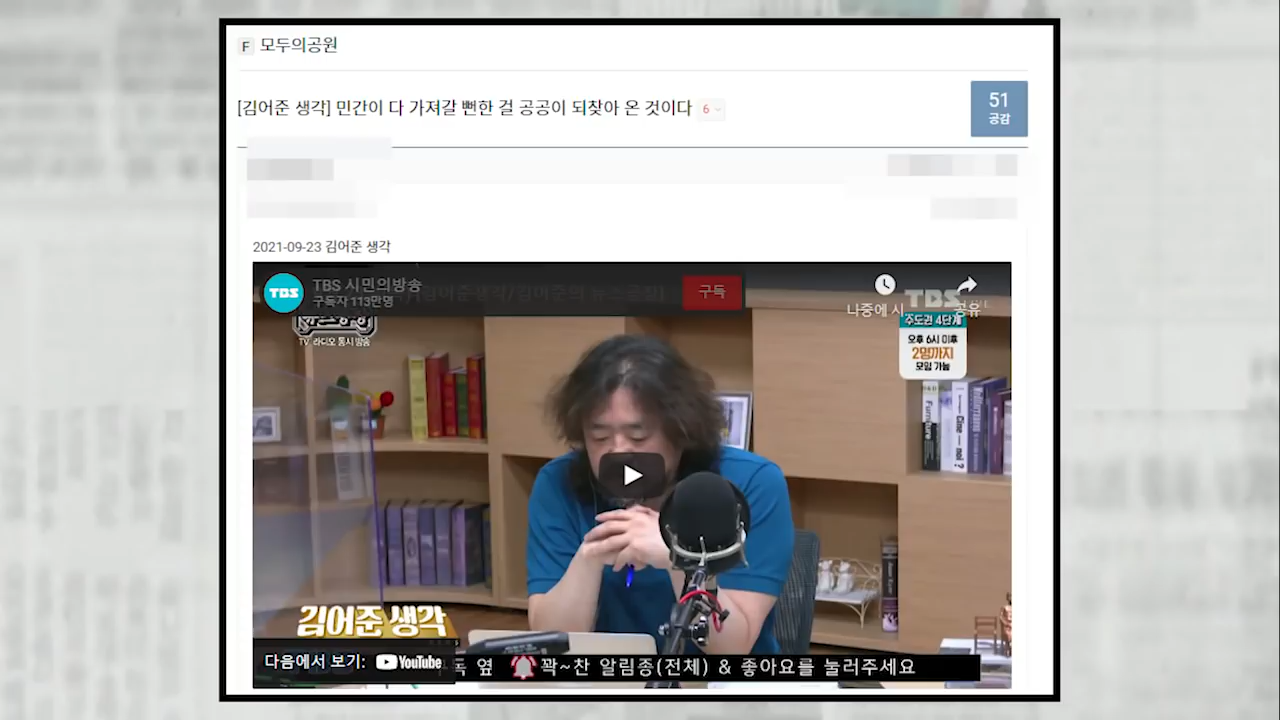 F 모두의공원
[김어준 생각] 민간이 다 가져갈 뻔한 걸 공공이 되찾아 온 것이다 6
51
공감
2021-09-23 김어준 생각
TBS
TBS 시민의방송
구독자 113만명
구독
나중에 시...
공유
TBS
TV, 라디오 동시 방송
수도권 4단계
오후 6시 이후
2명까지
모임 가능
Furniture
Cine
김어준 생각
다음에서 보기: YouTube
독 옆 꽉~찬 알림종(전체) & 좋아요를 눌러주세요